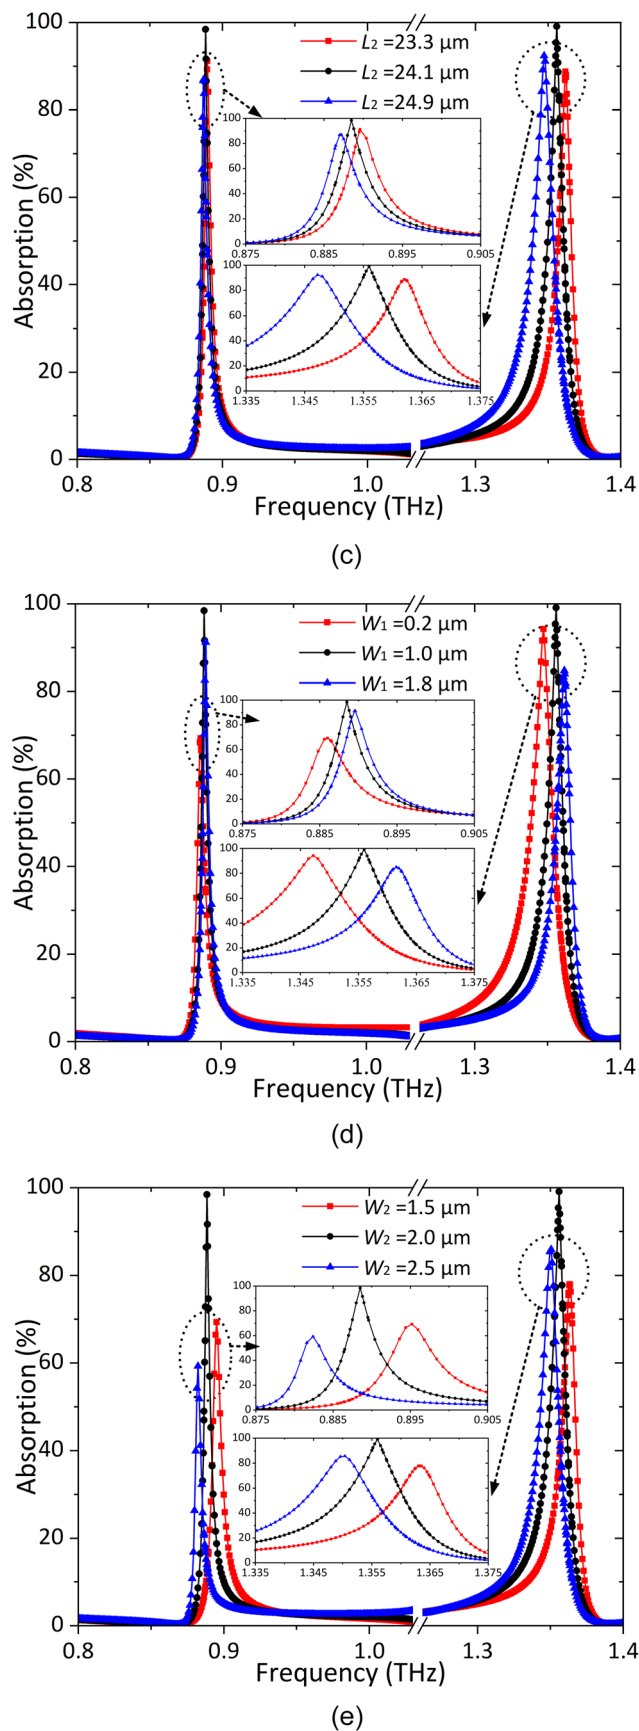 100
80
60
40
20
0
Absorption (%)
L2 =23.3 μm
L2 =24.1 μm
L2 =24.9 μm
100
80
60
40
20
0
0.875 0.885 0.895 0.905
100
80
60
40
20
0
1.335 1.345 1.355 1.365 1.375
0.8 0.9 1.0 1.3 1.4
Frequency (THz)
(c)
100
80
60
40
20
0
Absorption (%)
W1 =0.2 μm
W1 =1.0 μm
W1 =1.8 μm
100
80
60
40
20
0
0.875 0.885 0.895 0.905
100
80
60
40
20
0
1.335 1.345 1.355 1.365 1.375
0.8 0.9 1.0 1.3 1.4
Frequency (THz)
(d)
100
80
60
40
20
0
Absorption (%)
W2 =1.5 μm
W2 =2.0 μm
W2 =2.5 μm
100
80
60
40
20
0
0.875 0.885 0.895 0.905
100
80
60
40
20
0
1.335 1.345 1.355 1.365 1.375
0.8 0.9 1.0 1.3 1.4
Frequency (THz)
(e)